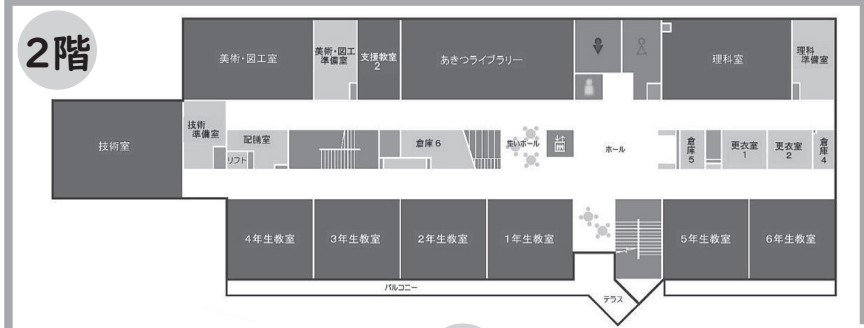 2階
美術・図工室
美術・図工
準備室
支援教室
2
あきつライブラリー
理科室
理科
準備室
技術室
技術
準備室
配膳室
リフト
倉庫6
集いホール
ホール
倉庫5
更衣室
1
更衣室
2
倉庫4
4年生教室
3年生教室
2年生教室
1年生教室
5年生教室
6年生教室
バルコニー
テラス